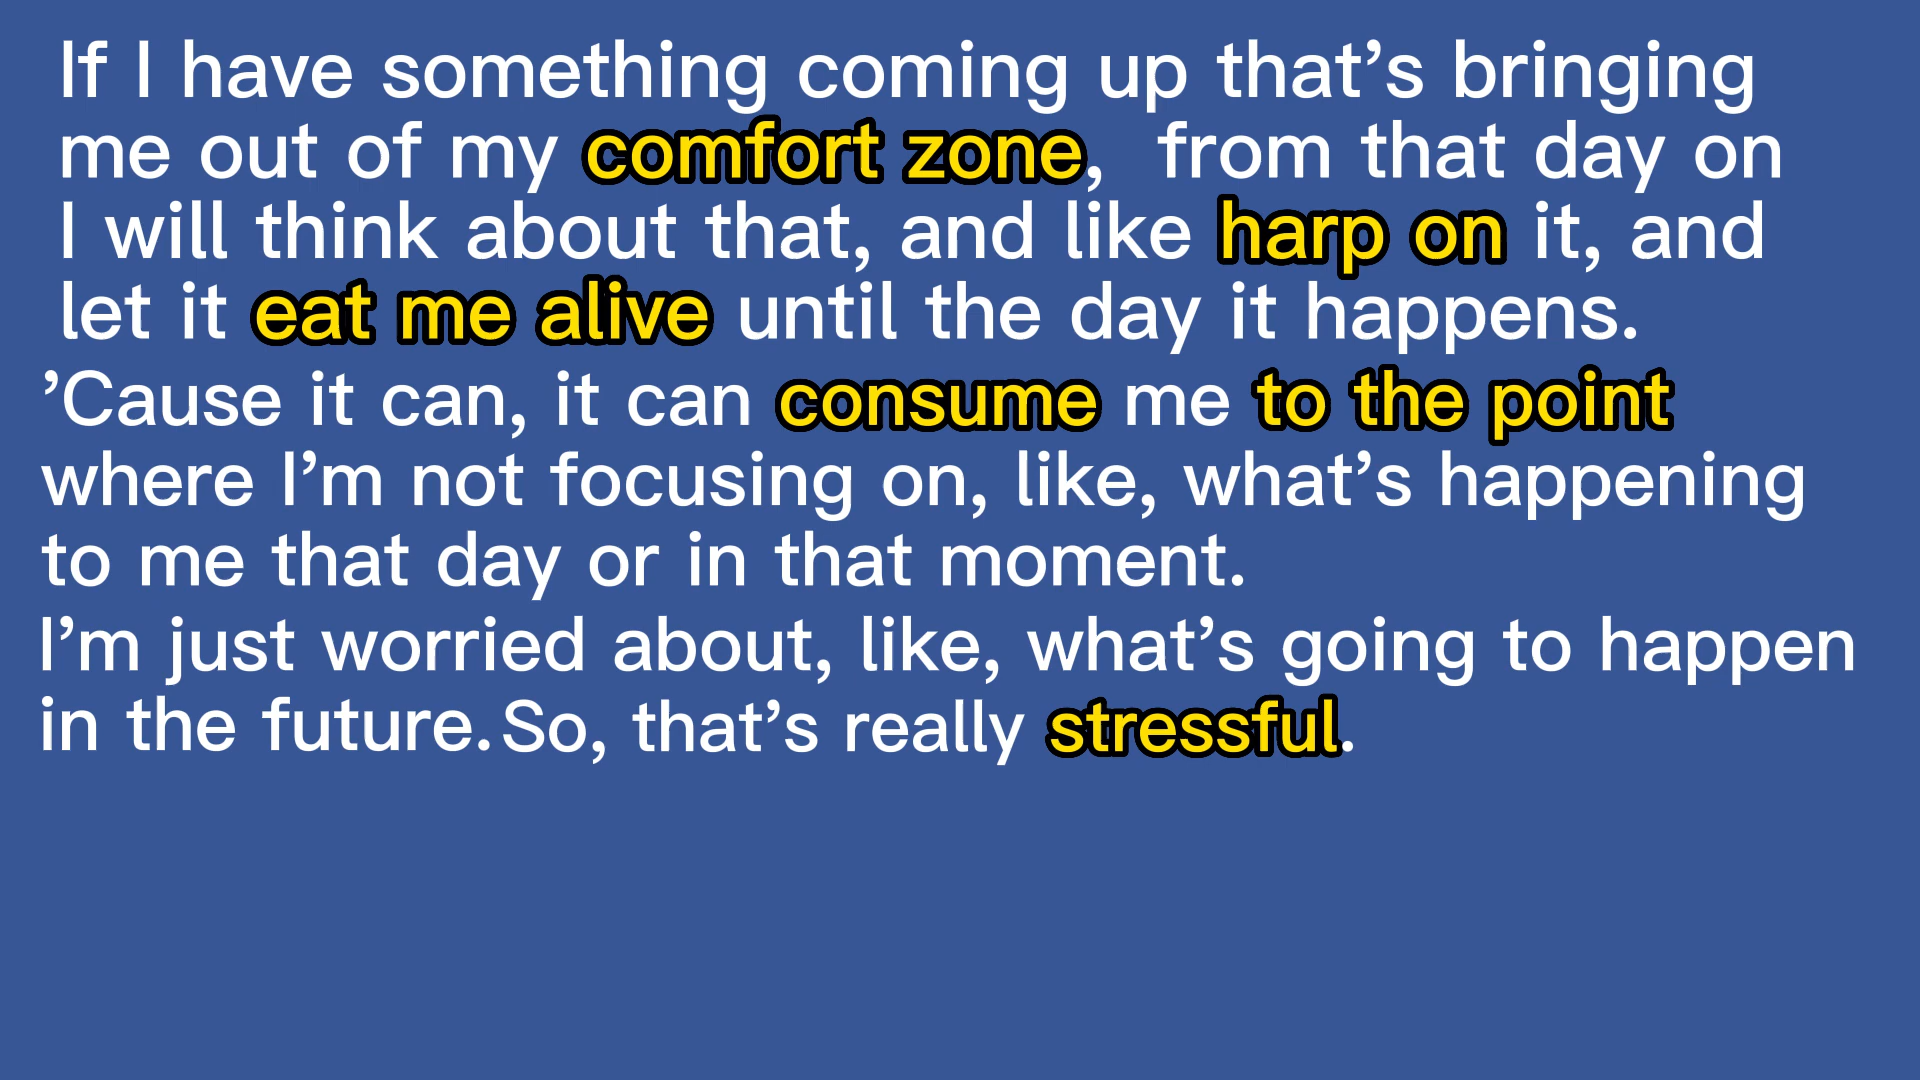 If I have something coming up that’s bringing
me out of my comfort zone,  from that day on
I will think about that, and like harp on it, and
let it eat me alive until the day it happens.
’Cause it can, it can consume me to the point
where I’m not focusing on, like, what’s happening
to me that day or in that moment.
I’m just worried about, like, what’s going to happen
in the future. So, that’s really stressful.